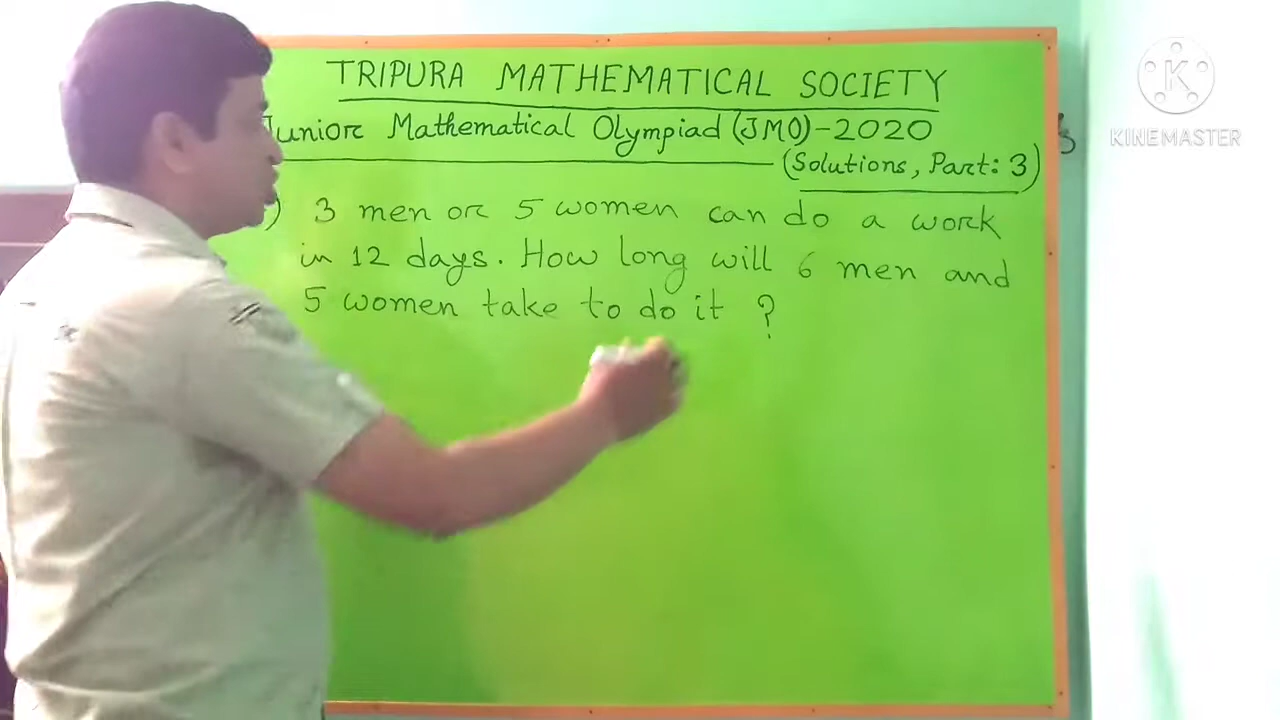 TRIPURA MATHEMATICAL SOCIETY
Junior Mathematical Olympiad (JMO)-2020
(Solutions, Part: 3)
) 3 men or 5 women can do a work
in 12 days. How long will 6 men and
5 women take to do it ?
KINEMASTER